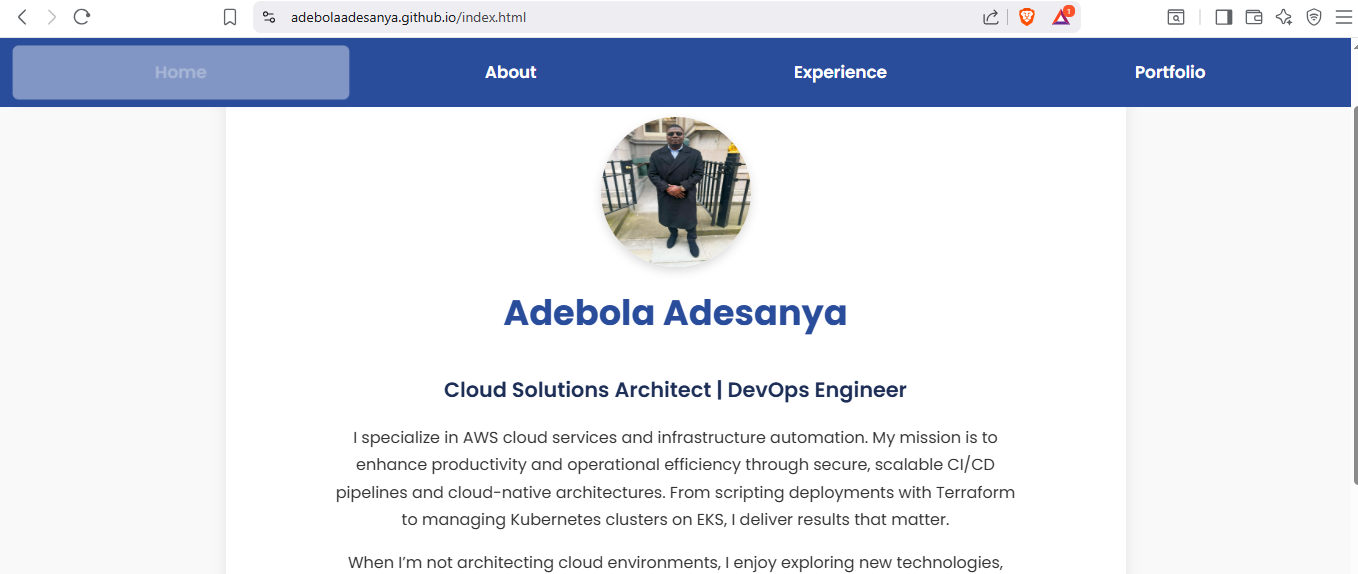 adebolaadesanya.github.io/index.html
1
Home
About
Experience
Portfolio
Adebola Adesanya
Cloud Solutions Architect | DevOps Engineer
I specialize in AWS cloud services and infrastructure automation. My mission is to
enhance productivity and operational efficiency through secure, scalable CI/CD
pipelines and cloud-native architectures. From scripting deployments with Terraform
to managing Kubernetes clusters on EKS, I deliver results that matter.
When I’m not architecting cloud environments, I enjoy exploring new technologies,